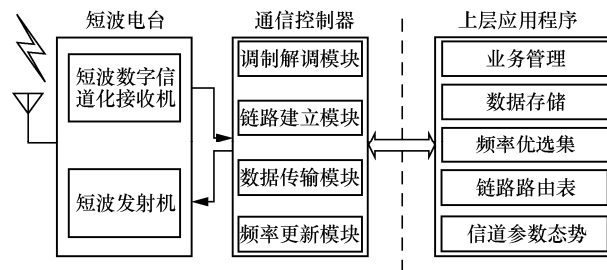 短波电台
通信控制器
上层应用程序
短波数字信
道化接收机
短波发射机
调制解调模块
链路建立模块
数据传输模块
频率更新模块
业务管理
数据存储
频率优选集
链路路由表
信道参数态势